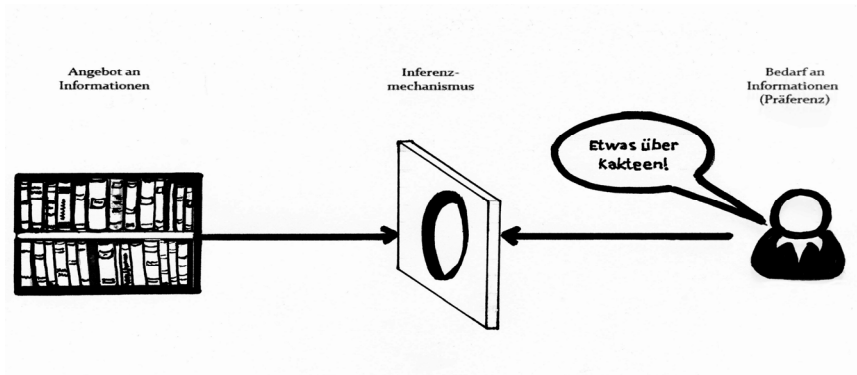 Angebot an
Informationen
Inferenz-
mechanismus
Bedarf an
Informationen
(Präferenz)
Etwas über
Kakteen!